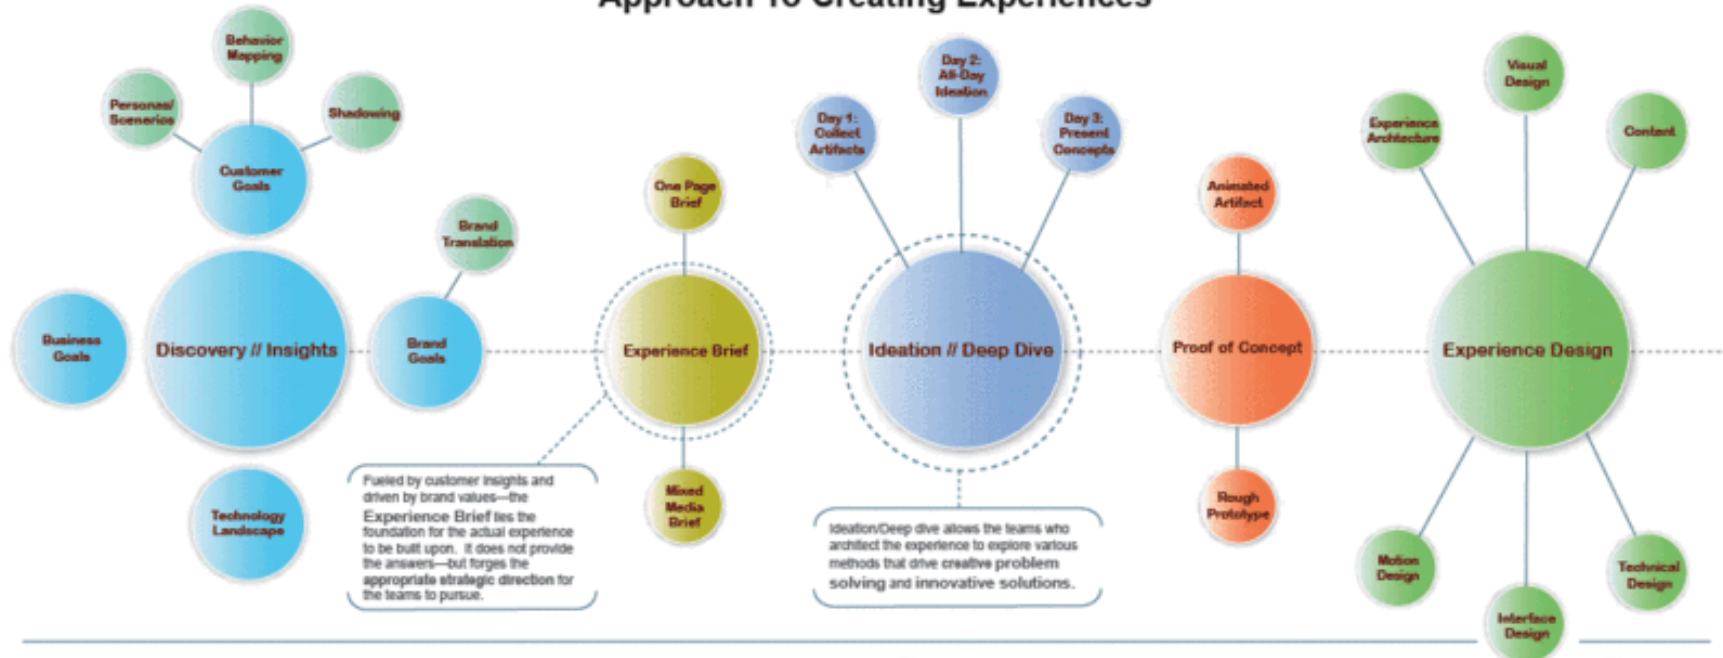 Approach To Creating Experiences
Behavior
Mapping
Personas/
Scenerios
Shadowing
Customer
Goals
Brand
Translation
Business
Goals
Discovery // Insights
Brand
Goals
Technology
Landscape
One Page
Brief
Experience Brief
Mixed
Media
Brief
Fueled by customer insights and
driven by brand values—the
Experience Brief lies the
foundation for the actual experience
to be built upon. It does not provide
the answers—but forges the
appropriate strategic direction for
the teams to pursue.
Day 1:
Collect
Artifacts
Day 2:
All-Day
Ideation
Day 3:
Present
Concepts
Ideation // Deep Dive
Ideation/Deep dive allows the teams who
architect the experience to explore various
methods that drive creative problem
solving and innovative solutions.
Animated
Artifact
Proof of Concept
Rough
Prototype
Experience
Archtecture
Visual
Design
Content
Experience Design
Motion
Design
Interface
Design
Technical
Design